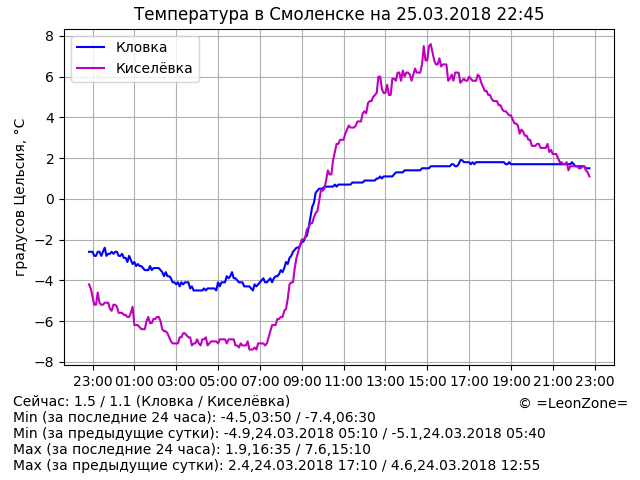 Температура в Смоленске на 25.03.2018 22:45
Кловка
Киселёвка
градусов Цельсия, °C
8
6
4
2
0
−2
−4
−6
−8
23:00 01:00 03:00 05:00 07:00 09:00 11:00 13:00 15:00 17:00 19:00 21:00 23:00
Сейчас: 1.5 / 1.1 (Кловка / Киселёвка)
© =LeonZone=
Min (за последние 24 часа): -4.5,03:50 / -7.4,06:30
Min (за предыдущие сутки): -4.9,24.03.2018 05:10 / -5.1,24.03.2018 05:40
Max (за последние 24 часа): 1.9,16:35 / 7.6,15:10
Max (за предыдущие сутки): 2.4,24.03.2018 17:10 / 4.6,24.03.2018 12:55